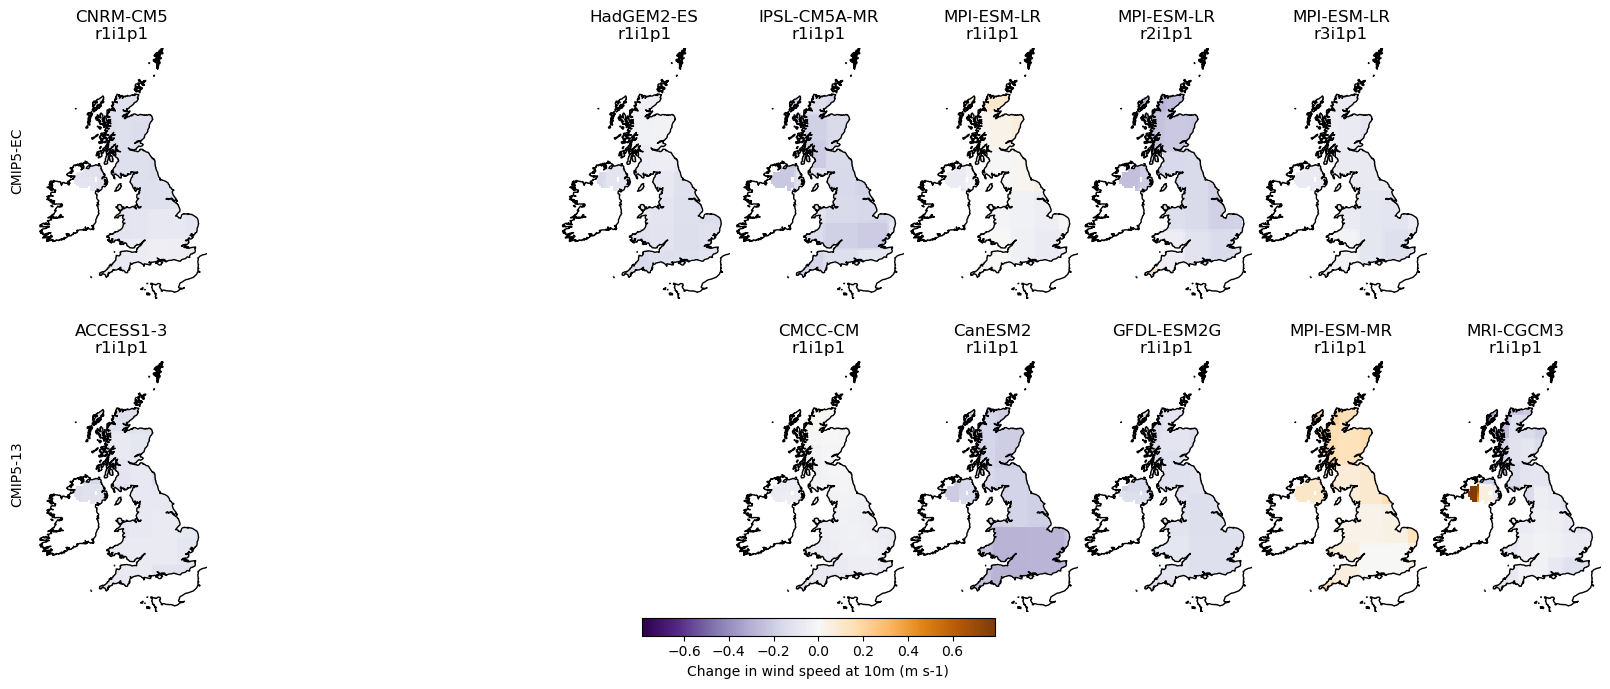 CNRM-CM5
r1i1p1
HadGEM2-ES
r1i1p1
IPSL-CM5A-MR
r1i1p1
MPI-ESM-LR
r1i1p1
MPI-ESM-LR
r2i1p1
MPI-ESM-LR
r3i1p1
CMIP5-EC
ACCESS1-3
r1i1p1
CMCC-CM
r1i1p1
CanESM2
r1i1p1
GFDL-ESM2G
r1i1p1
MPI-ESM-MR
r1i1p1
MRI-CGCM3
r1i1p1
CMIP5-13
−0.6 −0.4 −0.2 0.0 0.2 0.4 0.6
Change in wind speed at 10m (m s-1)